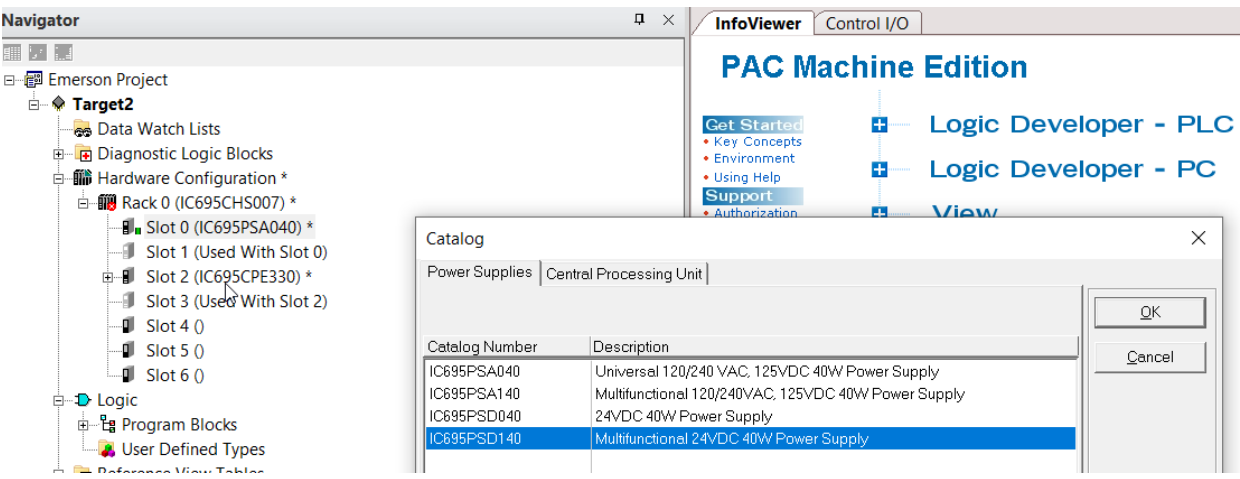 Navigator
Emerson Project
Target2
Data Watch Lists
Diagnostic Logic Blocks
Hardware Configuration *
Rack 0 (IC695CHS007) *
Slot 0 (IC695PSA040) *
Slot 1 (Used With Slot 0)
Slot 2 (IC695CPE330) *
Slot 3 (Used With Slot 2)
Slot 4 ()
Slot 5 ()
Slot 6 ()
Logic
Program Blocks
User Defined Types
Reference View Tables
InfoViewer
Control I/O
PAC Machine Edition
Get Started
Key Concepts
Environment
Using Help
Support
Authorization
Logic Developer - PLC
Logic Developer - PC
View
Catalog
Power Supplies
Central Processing Unit
Catalog Number
Description
IC695PSA040 Universal 120/240 VAC, 125VDC 40W Power Supply
IC695PSA140 Multifunctional 120/240VAC, 125VDC 40W Power Supply
IC695PSD040 24VDC 40W Power Supply
IC695PSD140 Multifunctional 24VDC 40W Power Supply
OK
Cancel